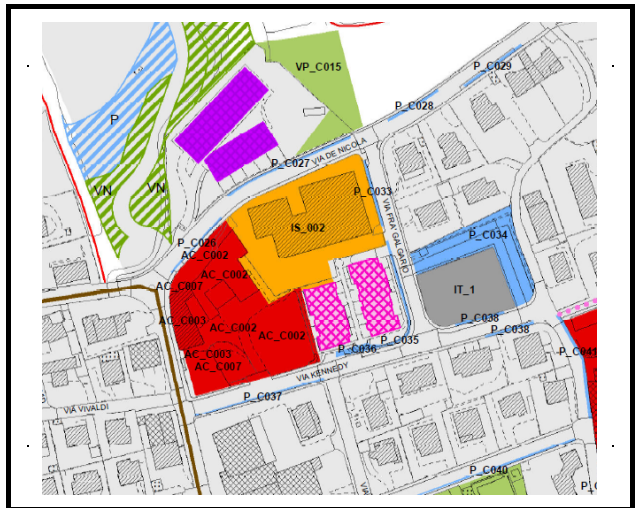 VP_C015
P_C029
P_C028
P
VIA DE NICOLA
P_C027
VN
VN
P_C033
VIA FRA' GALGARIO
IS_002
P_C026
P_C034
AC_C002
AC_C002
AC_C007
IT_1
AC_C003
AC_C002
AC_C002
P_C038
P_C038
P_C035
P_C036
AC_C003
AC_C007
P_C041
VIA KENNEDY
P_C037
VIA VIVALDI
P_C040